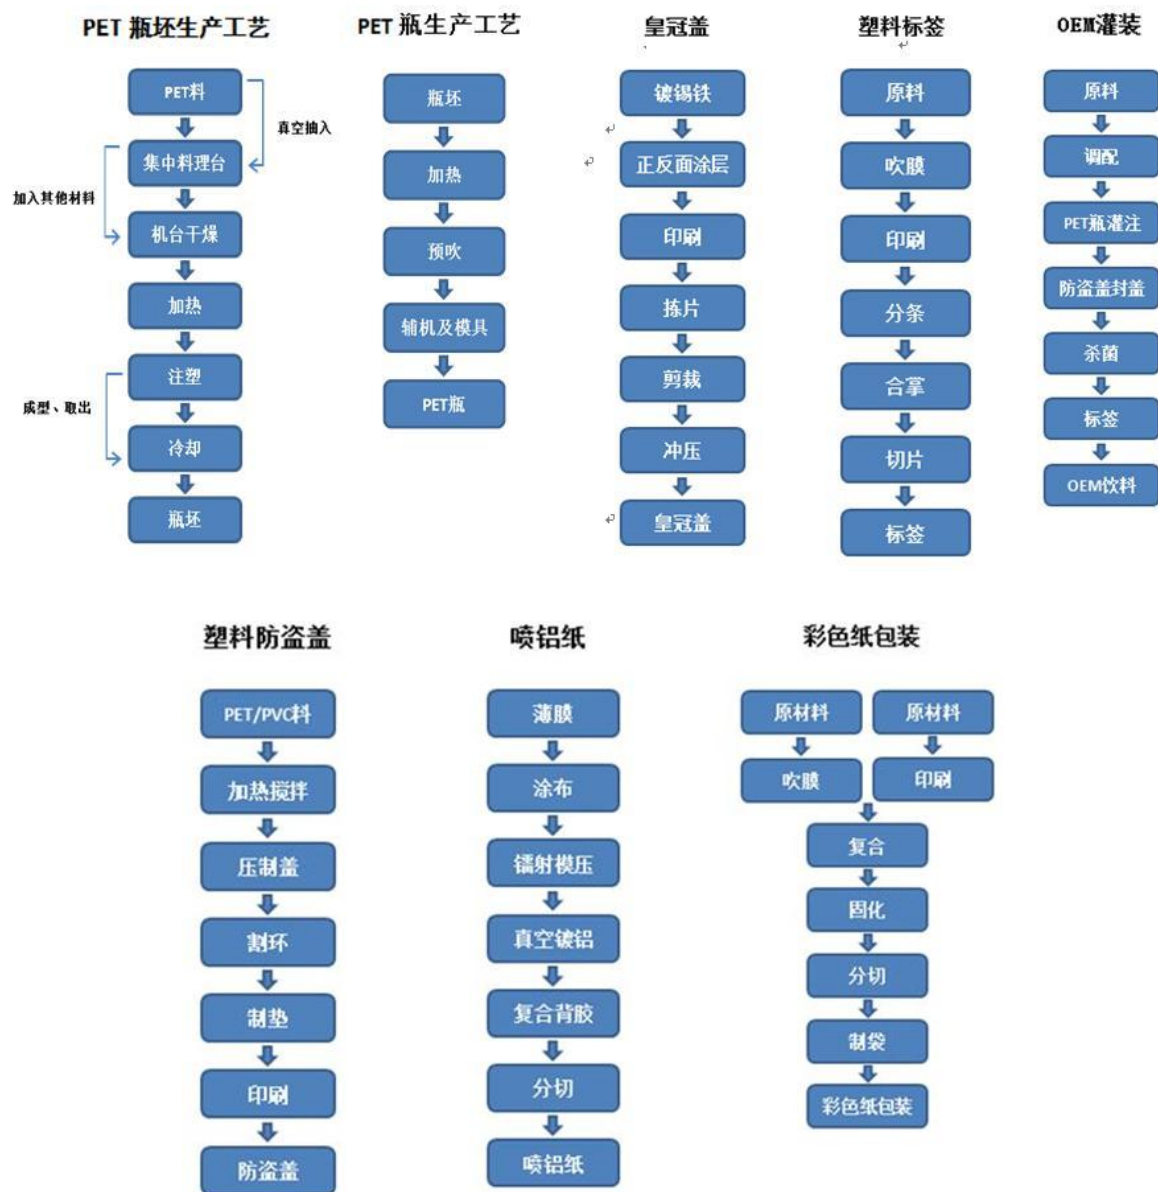 PET 瓶坯生产工艺
PET料
真空抽入
集中料理台
加入其他材料
机台干燥
加热
注塑
成型、取出
冷却
瓶坯
PET 瓶生产工艺
瓶坯
加热
预吹
辅机及模具
PET瓶
皇冠盖
镀锡铁
正反面涂层
印刷
拣片
剪裁
冲压
皇冠盖
塑料标签
原料
吹膜
印刷
分条
合掌
切片
标签
OEM灌装
原料
调配
PET瓶灌注
防盗盖封盖
杀菌
标签
OEM饮料
塑料防盗盖
PET/PVC料
加热搅拌
压制盖
割环
制垫
印刷
防盗盖
喷铝纸
薄膜
涂布
镭射模压
真空镀铝
复合背胶
分切
喷铝纸
彩色纸包装
原材料 原材料
吹膜 印刷
复合
固化
分切
制袋
彩色纸包装